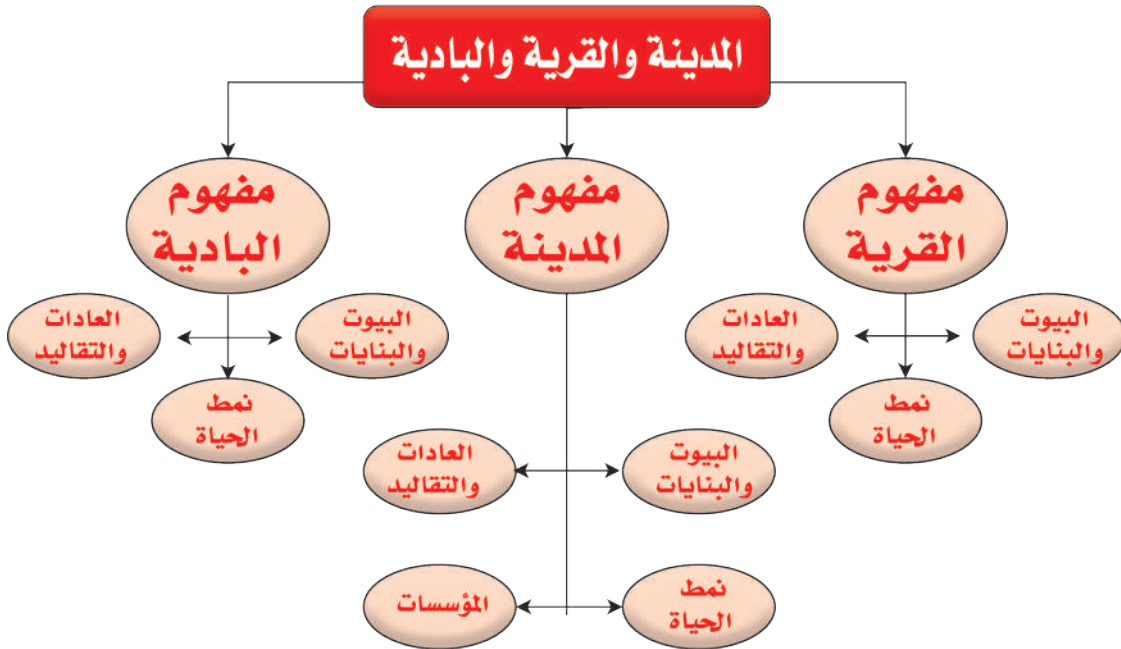 المدينة والقرية والبادية
مفهوم
القرية
مفهوم
المدينة
مفهوم
البادية
البيوت
والبنايات
العادات
والتقاليد
نمط
الحياة
البيوت
والبنايات
العادات
والتقاليد
نمط
الحياة
البيوت
والبنايات
العادات
والتقاليد
نمط
الحياة
المؤسسات